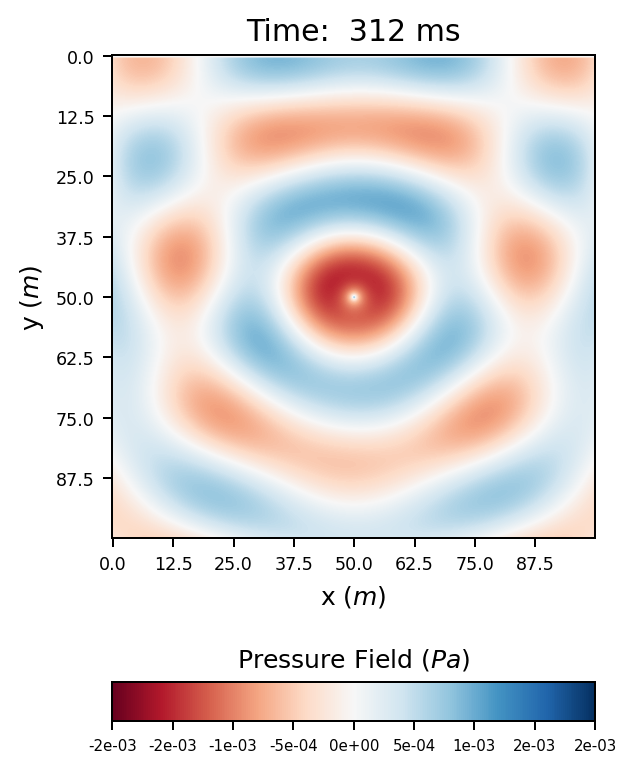 Time:  312 ms
0.0
12.5
25.0
37.5
50.0
62.5
75.0
87.5
y (m)
0.0 12.5 25.0 37.5 50.0 62.5 75.0 87.5
x (m)
Pressure Field (Pa)
-2e-03 -2e-03 -1e-03 -5e-04 0e+00 5e-04 1e-03 2e-03 2e-03